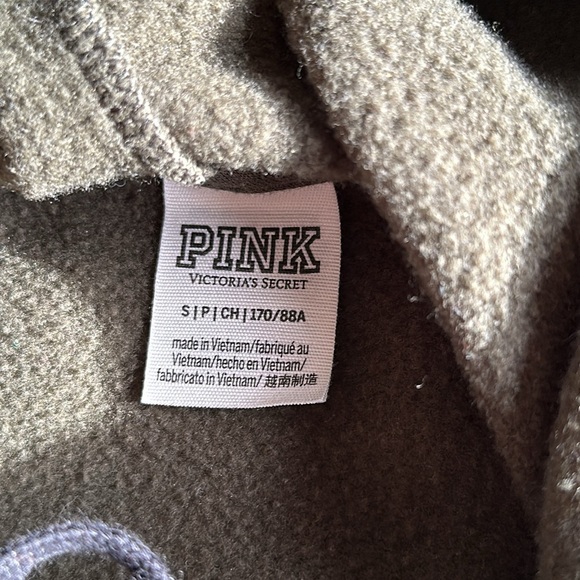 PINK
VICTORIA'S SECRET
S|P|CH|170/88A
made in Vietnam/fabriqué au
Vietnam/hecho en Vietnam/
fabbricato in Vietnam/ 越南制造